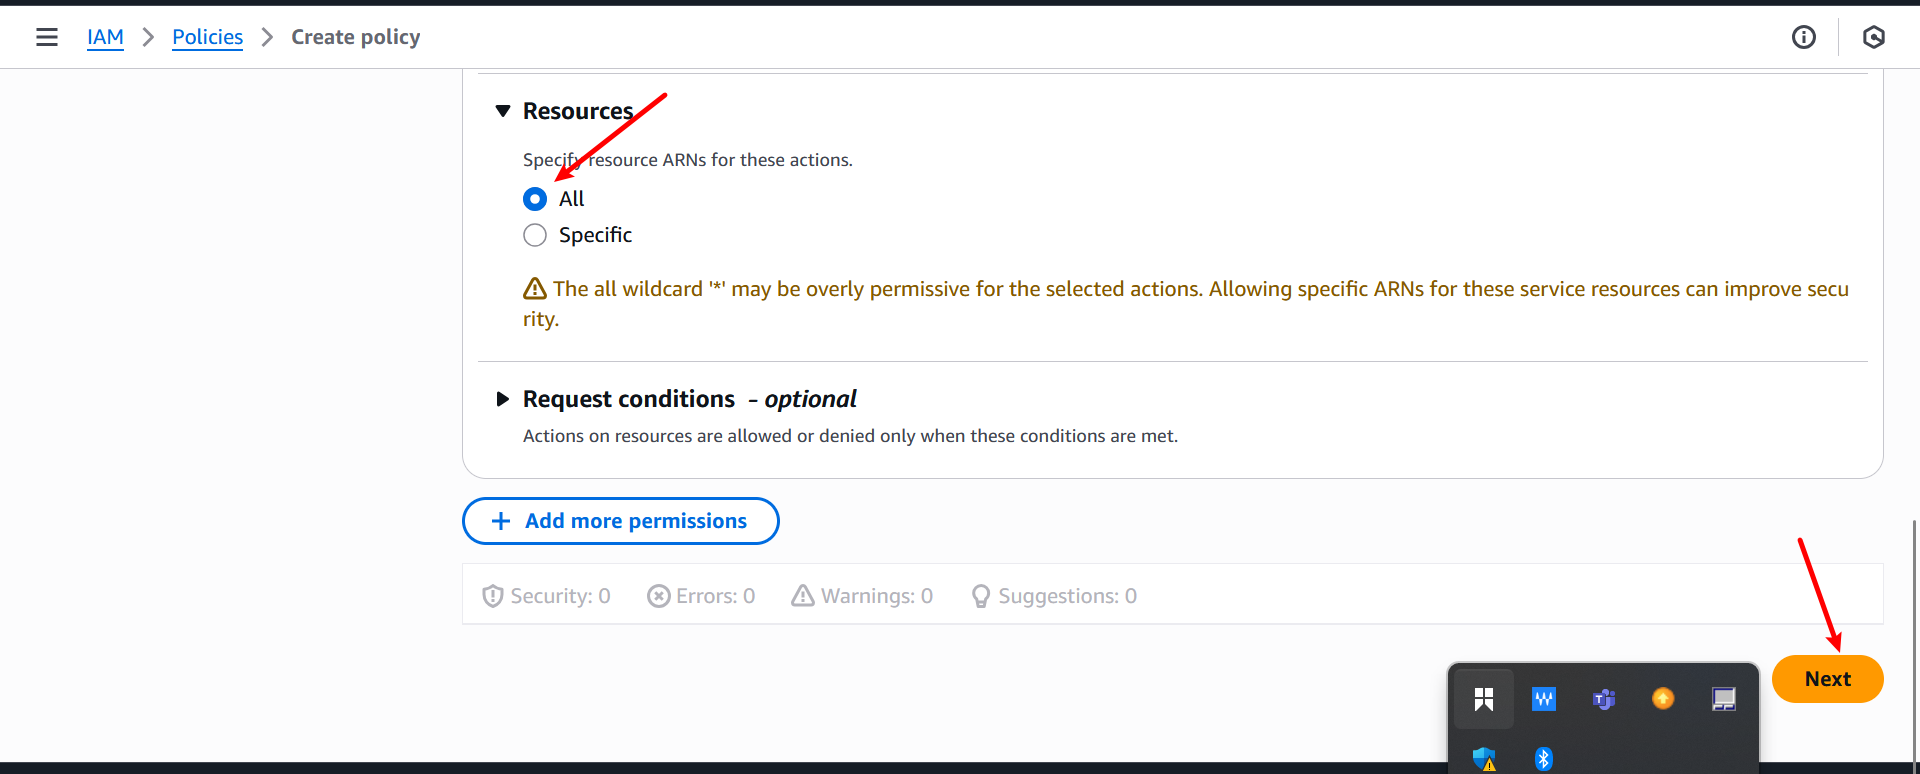 IAM > Policies > Create policy
Resources
Specify resource ARNs for these actions.
All
Specific
The all wildcard '*' may be overly permissive for the selected actions. Allowing specific ARNs for these service resources can improve secu
rity.
Request conditions - optional
Actions on resources are allowed or denied only when these conditions are met.
+ Add more permissions
Security: 0 Errors: 0 Warnings: 0 Suggestions: 0
Next